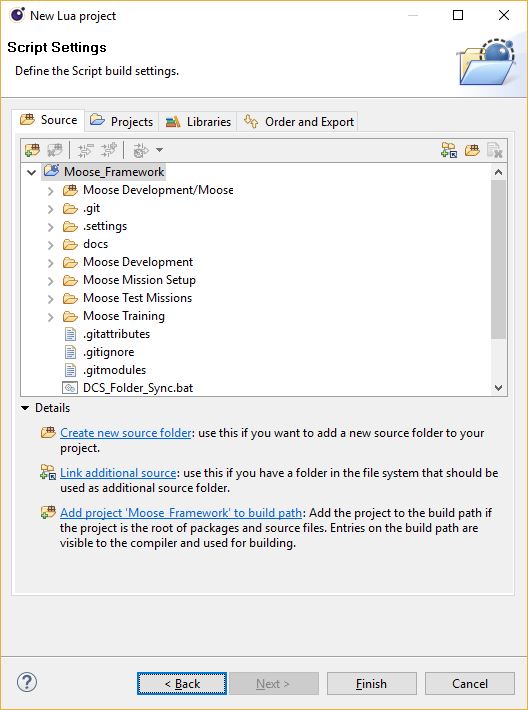 New Lua project
Script Settings
Define the Script build settings.
Source Projects Libraries Order and Export
Moose_Framework
Moose Development/Moose
.git
.settings
docs
Moose Development
Moose Mission Setup
Moose Test Missions
Moose Training
.gitattributes
.gitignore
.gitmodules
DCS_Folder_Sync.bat
Details
Create new source folder: use this if you want to add a new source folder to your
project.
Link additional source: use this if you have a folder in the file system that should be
used as additional source folder.
Add project 'Moose_Framework' to build path: Add the project to the build path if
the project is the root of packages and source files. Entries on the build path are
visible to the compiler and used for building.
? < Back Next > Finish Cancel